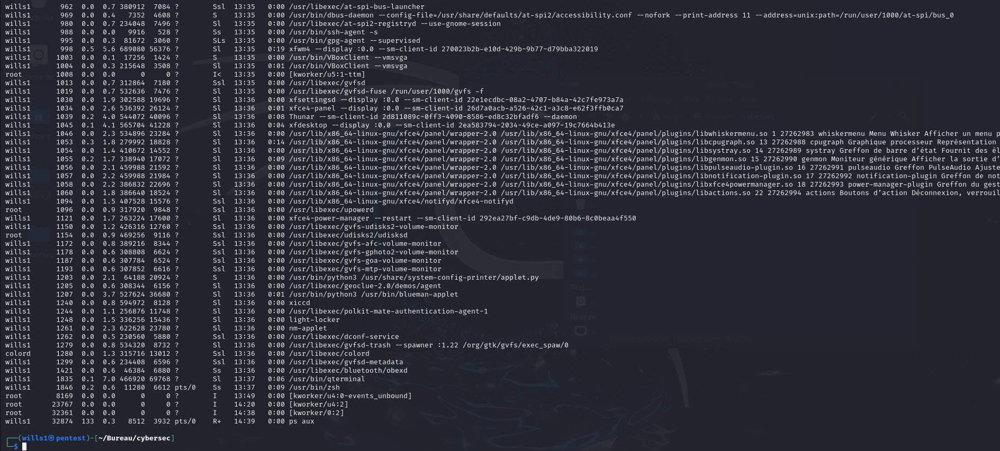 wills1 962 0.0 0.7 380912 7084 ? Ssl 13:35 0:00 /usr/libexec/at-spi-bus-launcher
wills1 969 0.0 0.4 7352 4608 ? S 13:35 0:00 /usr/bin/dbus-daemon --config-file=/usr/share/defaults/at-spi2/accessibility.conf --nofork --print-address 11 --address=unix:path=/run/user/1000/at-spi/bus_0
wills1 980 0.0 0.7 234048 7496 ? Sl 13:35 0:00 /usr/libexec/at-spi2-registryd --use-gnome-session
wills1 988 0.0 0.0 9916 528 ? Ss 13:35 0:00 /usr/bin/ssh-agent -s
wills1 995 0.0 0.3 81672 3060 ? SLs 13:35 0:00 /usr/bin/gpg-agent --supervised
wills1 998 0.5 5.6 689080 56376 ? Sl 13:35 0:19 xfwm4 --display :0.0 --sm-client-id 270023b2b-e10d-429b-9b77-d79bba322019
wills1 1003 0.0 0.1 17256 1424 ? S 13:35 0:00 /usr/bin/VBoxClient --vmsvga
wills1 1004 0.0 0.3 215648 3508 ? Sl 13:35 0:01 /usr/bin/VBoxClient --vmsvga
root 1008 0.0 0.0 0 0 ? I< 13:35 0:00 [kworker/u5:1-ttm]
wills1 1013 0.0 0.7 312864 7180 ? Ssl 13:35 0:00 /usr/libexec/gvfsd
wills1 1019 0.0 0.7 532636 7476 ? Sl 13:35 0:00 /usr/libexec/gvfsd-fuse /run/user/1000/gvfs -f
wills1 1030 0.0 1.9 302588 19696 ? Sl 13:36 0:00 xfsettingsd --display :0.0 --sm-client-id 22e1ecdbc-08a2-4707-b84a-42c7fe973a7a
wills1 1034 0.0 2.6 536392 26124 ? Sl 13:36 0:01 xfce4-panel --display :0.0 --sm-client-id 26d7a0acb-a526-42c1-a3c8-e62f3ffb0ca7
wills1 1039 0.2 4.0 544072 40096 ? Sl 13:36 0:08 Thunar --sm-client-id 2d811089c-0ff3-4090-8586-ed8c32bfadf6 --daemon
wills1 1045 0.1 4.1 565704 41228 ? Sl 13:36 0:04 xfdesktop --display :0.0 --sm-client-id 2ea583794-2034-49ce-a097-19c7664b413e
wills1 1046 0.0 2.3 534896 23284 ? Sl 13:36 0:00 /usr/lib/x86_64-linux-gnu/xfce4/panel/wrapper-2.0 /usr/lib/x86_64-linux-gnu/xfce4/panel/plugins/libwhiskermenu.so 1 27262983 whiskermenu Menu Whisker Afficher un menu p
wills1 1053 0.3 1.8 279992 18828 ? Sl 13:36 0:14 /usr/lib/x86_64-linux-gnu/xfce4/panel/wrapper-2.0 /usr/lib/x86_64-linux-gnu/xfce4/panel/plugins/libcpugraph.so 13 27262988 cpugraph Graphique processeur Représentation
wills1 1054 0.0 1.4 410672 14552 ? Sl 13:36 0:00 /usr/lib/x86_64-linux-gnu/xfce4/panel/wrapper-2.0 /usr/lib/x86_64-linux-gnu/xfce4/panel/plugins/libsystray.so 14 27262989 systray Greffon de barre d'état Fournit des él
wills1 1055 0.2 1.7 338940 17072 ? Sl 13:36 0:09 /usr/lib/x86_64-linux-gnu/xfce4/panel/wrapper-2.0 /usr/lib/x86_64-linux-gnu/xfce4/panel/plugins/libgenmon.so 15 27262990 genmon Moniteur générique Afficher la sortie d'
wills1 1056 0.0 2.1 459988 21592 ? Sl 13:36 0:00 /usr/lib/x86_64-linux-gnu/xfce4/panel/wrapper-2.0 /usr/lib/x86_64-linux-gnu/xfce4/panel/plugins/libpulseaudio-plugin.so 16 27262991 pulseaudio Greffon PulseAudio Ajuste
wills1 1057 0.0 2.2 459988 21984 ? Sl 13:36 0:00 /usr/lib/x86_64-linux-gnu/xfce4/panel/wrapper-2.0 /usr/lib/x86_64-linux-gnu/xfce4/panel/plugins/libnotification-plugin.so 17 27262992 notification-plugin Greffon de not
wills1 1058 0.0 2.2 386832 22696 ? Sl 13:36 0:00 /usr/lib/x86_64-linux-gnu/xfce4/panel/wrapper-2.0 /usr/lib/x86_64-linux-gnu/xfce4/panel/plugins/libxfce4powermanager.so 18 27262993 power-manager-plugin Greffon du gest
wills1 1060 0.0 1.8 386640 18524 ? Sl 13:36 0:00 /usr/lib/x86_64-linux-gnu/xfce4/panel/wrapper-2.0 /usr/lib/x86_64-linux-gnu/xfce4/panel/plugins/libactions.so 22 27262994 actions Boutons d'action Déconnexion, verrouil
wills1 1094 0.0 1.5 407528 15576 ? Ssl 13:36 0:00 /usr/lib/x86_64-linux-gnu/xfce4/notifyd/xfce4-notifyd
root 1096 0.0 0.9 317920 9848 ? Ssl 13:36 0:00 /usr/libexec/upowerd
wills1 1121 0.0 1.7 263224 17600 ? Sl 13:36 0:00 xfce4-power-manager --restart --sm-client-id 292ea27bf-c9db-4de9-80b6-8c0beaa4f550
wills1 1150 0.0 1.2 426316 12760 ? Ssl 13:36 0:00 /usr/libexec/gvfs-udisks2-volume-monitor
root 1154 0.0 0.9 469256 9116 ? Ssl 13:36 0:00 /usr/libexec/udisks2/udisksd
wills1 1172 0.0 0.8 389216 8344 ? Ssl 13:36 0:00 /usr/libexec/gvfs-afc-volume-monitor
wills1 1178 0.0 0.6 308808 6624 ? Ssl 13:36 0:00 /usr/libexec/gvfs-gphoto2-volume-monitor
wills1 1187 0.0 0.6 307784 6524 ? Ssl 13:36 0:00 /usr/libexec/gvfs-goa-volume-monitor
wills1 1193 0.0 0.6 307852 6616 ? Ssl 13:36 0:00 /usr/libexec/gvfs-mtp-volume-monitor
wills1 1203 0.0 2.1 64188 20924 ? S 13:36 0:00 /usr/bin/python3 /usr/share/system-config-printer/applet.py
wills1 1205 0.0 0.6 308344 6156 ? Sl 13:36 0:00 /usr/libexec/geoclue-2.0/demos/agent
wills1 1207 0.0 3.7 527624 36680 ? Sl 13:36 0:01 /usr/bin/python3 /usr/bin/blueman-applet
wills1 1240 0.0 0.8 594972 8128 ? Sl 13:36 0:00 xiccd
wills1 1244 0.0 1.1 256876 11748 ? Sl 13:36 0:00 /usr/libexec/polkit-mate-authentication-agent-1
wills1 1248 0.0 1.5 336256 15436 ? Sl 13:36 0:00 light-locker
wills1 1261 0.0 2.3 622628 23780 ? Sl 13:36 0:00 nm-applet
wills1 1262 0.0 0.5 230560 5880 ? Ssl 13:36 0:00 /usr/libexec/dconf-service
wills1 1279 0.0 0.8 534320 8732 ? Sl 13:36 0:00 /usr/libexec/gvfsd-trash --spawner :1.22 /org/gtk/gvfs/exec_spaw/0
colord 1280 0.0 1.3 315716 13012 ? Ssl 13:36 0:00 /usr/libexec/colord
wills1 1299 0.0 0.6 234408 6596 ? Ssl 13:36 0:00 /usr/libexec/gvfsd-metadata
wills1 1421 0.0 0.6 46384 6880 ? Ss 13:36 0:00 /usr/libexec/bluetooth/obexd
wills1 1835 0.1 7.0 466920 69768 ? Sl 13:37 0:06 /usr/bin/qterminal
wills1 1846 0.2 0.6 11280 6612 pts/0 Ss 13:37 0:09 /usr/bin/zsh
root 8169 0.0 0.0 0 0 ? I 13:49 0:00 [kworker/u4:0-events_unbound]
root 23767 0.0 0.0 0 0 ? I 14:20 0:00 [kworker/u4:2]
root 32361 0.0 0.0 0 0 ? I 14:38 0:00 [kworker/0:2]
wills1 32874 133 0.3 8512 3932 pts/0 R+ 14:39 0:00 ps aux
┌──(wills1㉿pentest)-[~/Bureau/cybersec]
└─$